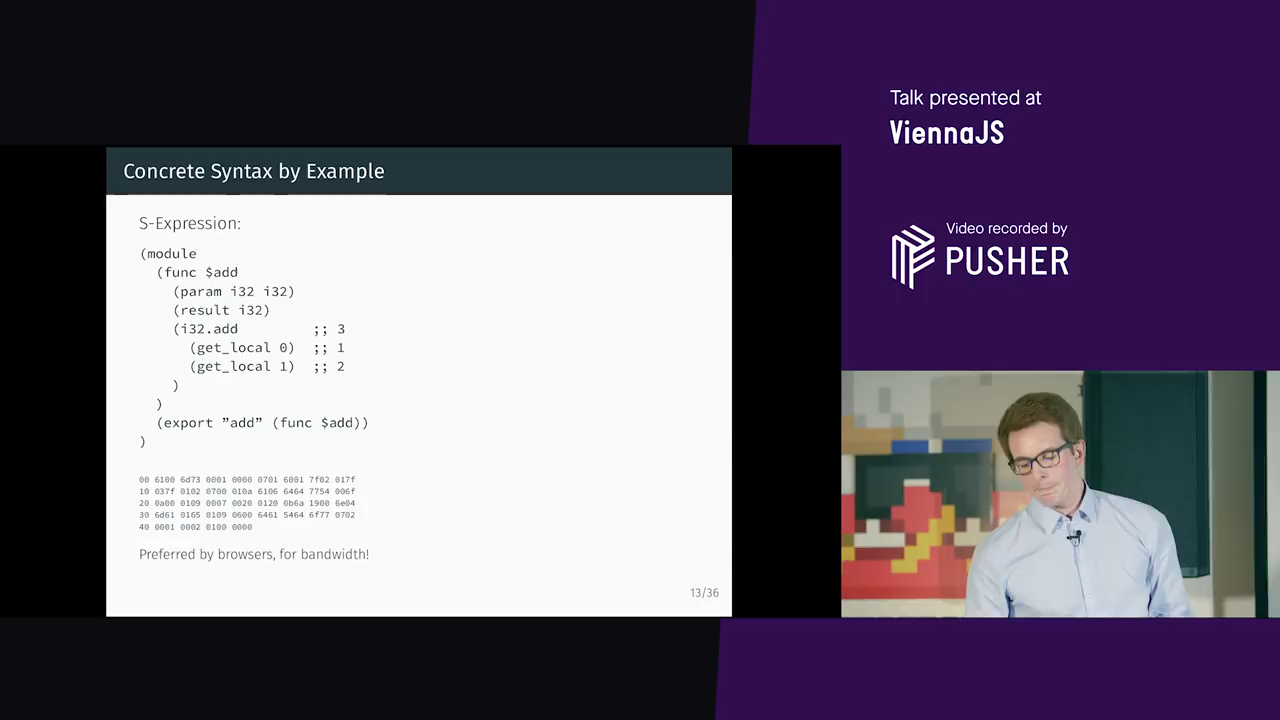 Talk presented at
ViennaJS
Video recorded by
PUSHER
Concrete Syntax by Example
S-Expression:
(module
(func $add
(param i32 i32)
(result i32)
(i32.add ;; 3
(get_local 0) ;; 1
(get_local 1) ;; 2
)
)
(export ”add” (func $add))
)
00 6100 6d73 0001 0000 0701 6001 7f02 017f
10 037f 0102 0700 010a 6106 6464 7754 006f
20 0a00 0109 0007 0020 0120 0b6a 1900 6e04
30 6d61 0165 0109 0600 6461 5464 6f77 0702
40 0001 0002 0100 0000
Preferred by browsers, for bandwidth!
13/36